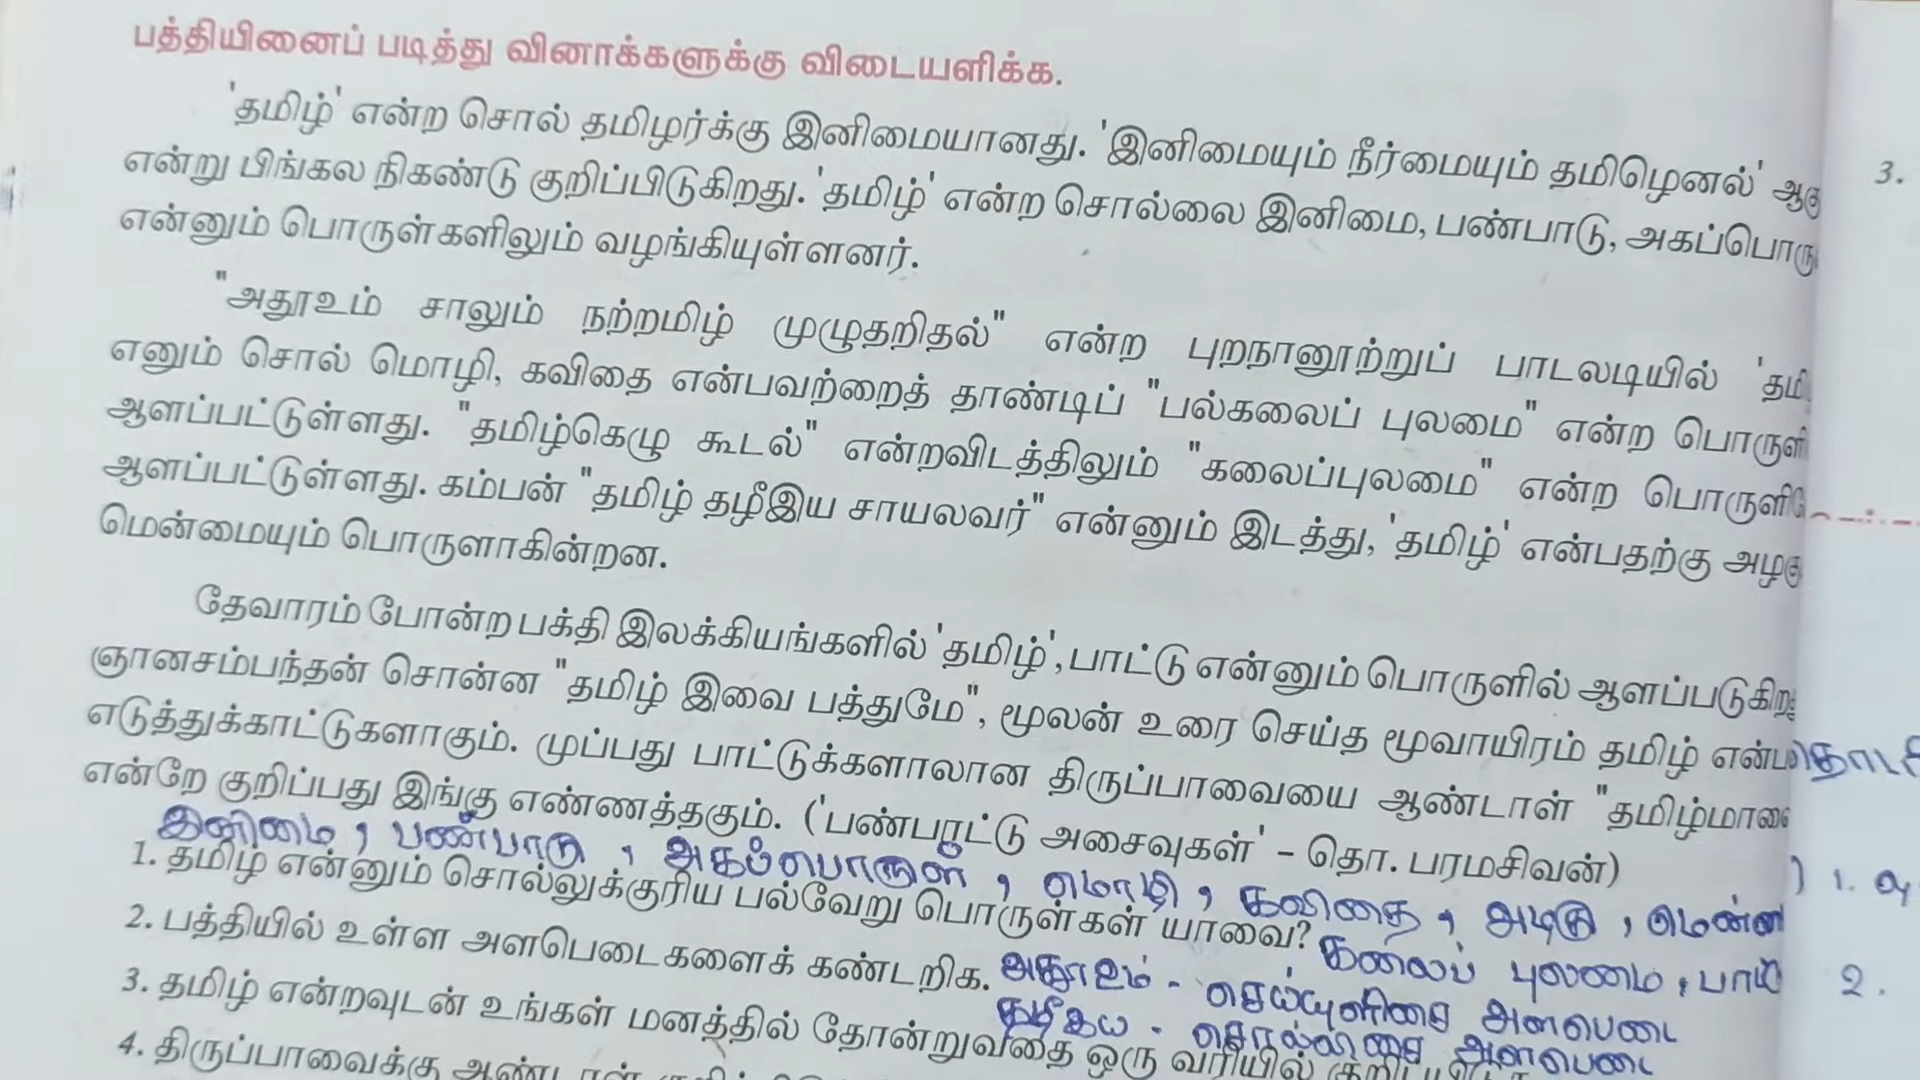 பத்தியினைப் படித்து வினாக்களுக்கு விடையளிக்க.
'தமிழ்' என்ற சொல் தமிழர்க்கு இனிமையானது. 'இனிமையும் நீர்மையும் தமிழெனல்' ஆகு
என்று பிங்கல நிகண்டு குறிப்பிடுகிறது. 'தமிழ்' என்ற சொல்லை இனிமை, பண்பாடு, அகப்பொரு
என்னும் பொருள்களிலும் வழங்கியுள்ளனர்.
"அதூஉம் சாலும் நற்றமிழ் முழுதறிதல்" என்ற புறநானூற்றுப் பாடலடியில் 'தமி
எனும் சொல் மொழி, கவிதை என்பவற்றைத் தாண்டிப் "பல்கலைப் புலமை" என்ற பொருளி
ஆளப்பட்டுள்ளது. "தமிழ்கெழு கூடல்" என்றவிடத்திலும் "கலைப்புலமை" என்ற பொருளி
ஆளப்பட்டுள்ளது. கம்பன் "தமிழ் தழீஇய சாயலவர்" என்னும் இடத்து, 'தமிழ்' என்பதற்கு அழகு
மென்மையும் பொருளாகின்றன.
தேவாரம் போன்ற பக்தி இலக்கியங்களில் 'தமிழ்', பாட்டு என்னும் பொருளில் ஆளப்படுகிற
ஞானசம்பந்தன் சொன்ன "தமிழ் இவை பத்துமே", மூலன் உரை செய்த மூவாயிரம் தமிழ் என்ப
எடுத்துக்காட்டுகளாகும். முப்பது பாட்டுக்களாலான திருப்பாவையை ஆண்டாள் "தமிழ்மாலை
என்றே குறிப்பது இங்கு எண்ணத்தகும். ('பண்பாட்டு அசைவுகள்' – தொ. பரமசிவன்)
இனிமை, பண்பாடு, அகப்பொருள், மொழி, கவிதை, அழகு, மென்ன
1. தமிழ் என்னும் சொல்லுக்குரிய பல்வேறு பொருள்கள் யாவை? கலைப் புலமை, பாட்
2. பத்தியில் உள்ள அளபெடைகளைக் கண்டறிக. அதூஉம் - செய்யுளிசை அளபெடை
தழீஇய - சொல்லிசை அளபெடை
3. தமிழ் என்றவுடன் உங்கள் மனத்தில் தோன்றுவதை ஒரு வரியில்
4. திருப்பாவைக்கு ஆண்டாள்
3.
1.
2.